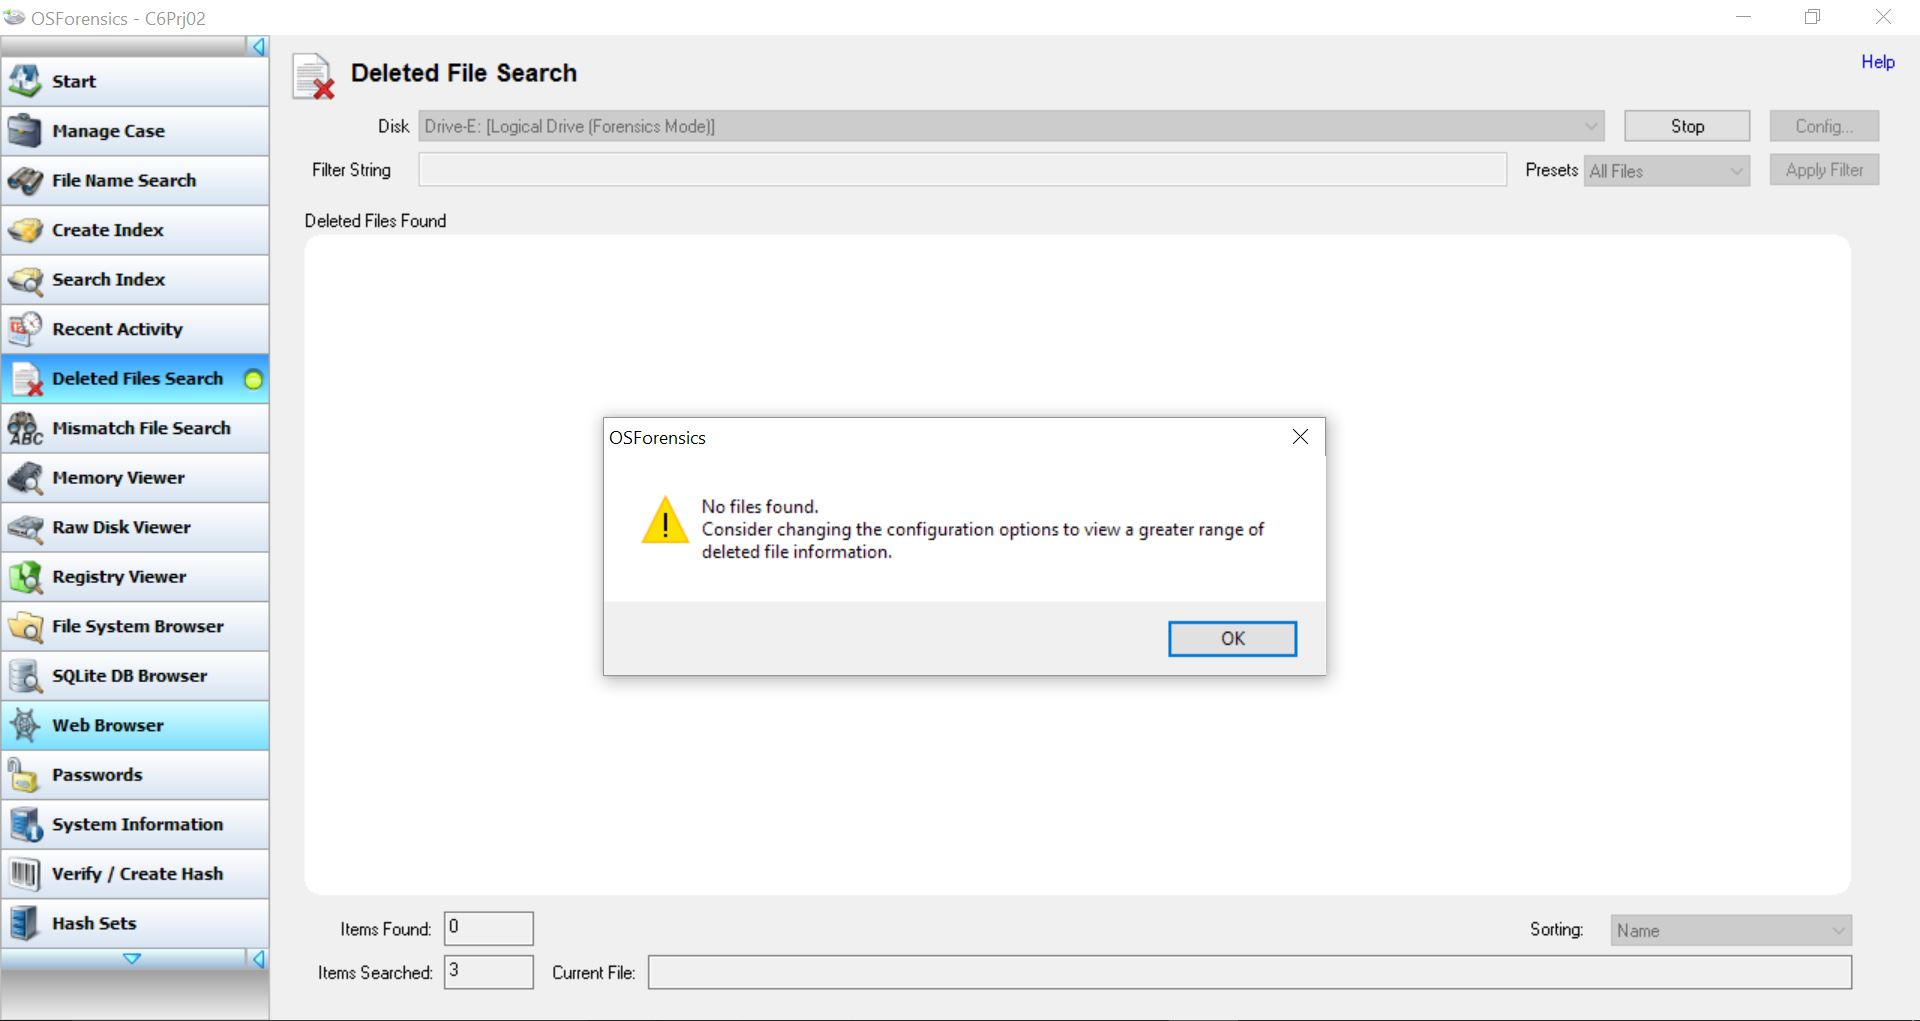 OSForensics - C6Prj02
Start
Manage Case
File Name Search
Create Index
Search Index
Recent Activity
Deleted Files Search
Mismatch File Search
ABC
Memory Viewer
Raw Disk Viewer
Registry Viewer
File System Browser
SQLite DB Browser
Web Browser
Passwords
System Information
Verify / Create Hash
Hash Sets
Deleted File Search
Help
Disk Drive-E: [Logical Drive (Forensics Mode)] Stop Config...
Filter String Presets All Files Apply Filter
Deleted Files Found
OSForensics
No files found.
Consider changing the configuration options to view a greater range of
deleted file information.
OK
Items Found: 0 Sorting: Name
Items Searched: 3 Current File: